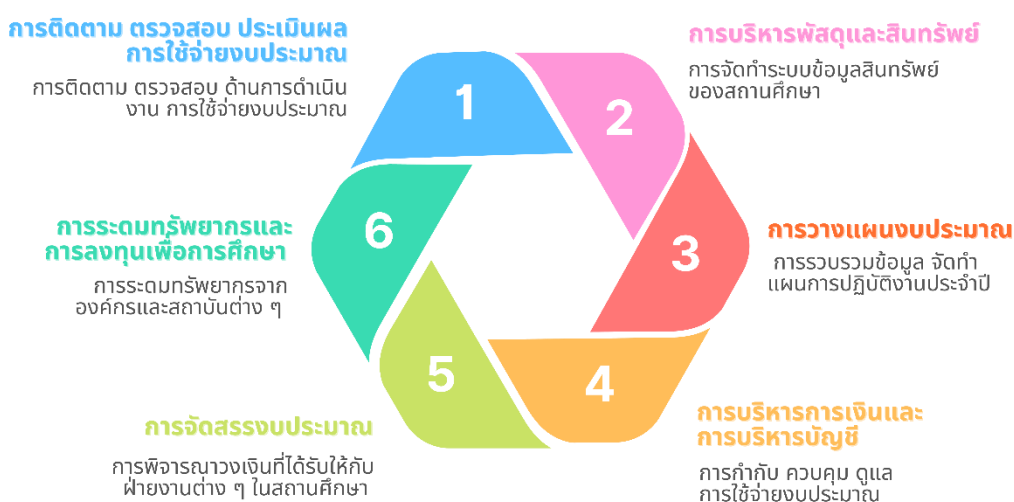 การติดตาม ตรวจสอบ ประเมินผล
การใช้จ่ายงบประมาณ
การติดตาม ตรวจสอบ ด้านการดำเนิน
งาน การใช้จ่ายงบประมาณ
1
การบริหารพัสดุและสินทรัพย์
การจัดทำระบบข้อมูลสินทรัพย์
ของสถานศึกษา
2
การวางแผนงบประมาณ
การรวบรวมข้อมูล จัดทำ
แผนการปฏิบัติงานประจำปี
3
การบริหารการเงินและ
การบริหารบัญชี
การกำกับ ควบคุม ดูแล
การใช้จ่ายงบประมาณ
4
การจัดสรรงบประมาณ
การพิจารณาวงเงินที่ได้รับให้กับ
ฝ่ายงานต่าง ๆ ในสถานศึกษา
5
การระดมทรัพยากรและ
การลงทุนเพื่อการศึกษา
การระดมทรัพยากรจาก
องค์กรและสถาบันต่าง ๆ
6